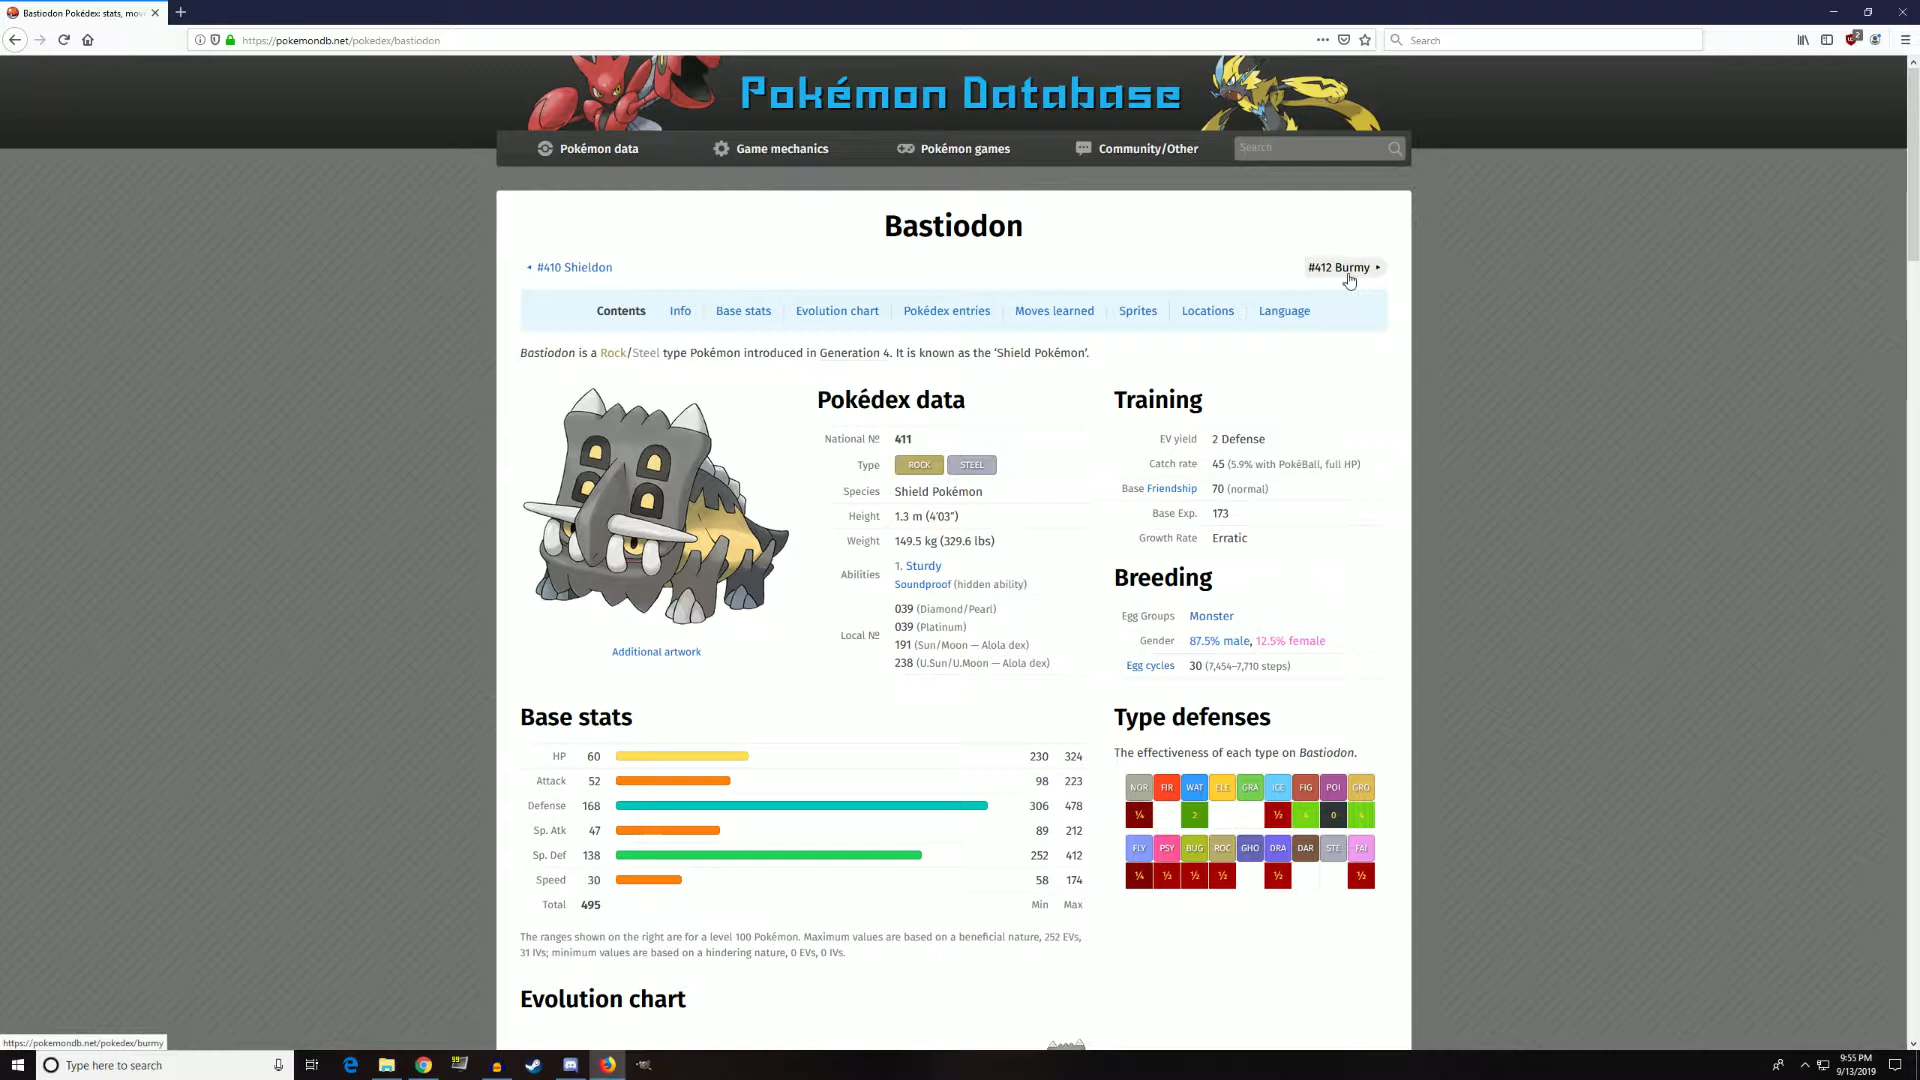 Bastiodon Pokédex: stats, mov
https://pokemondb.net/pokedex/bastiodon
Search
2
Pokémon Database
Pokémon data
Game mechanics
Pokémon games
Community/Other
Search
Bastiodon
#410 Shieldon
#412 Burmy
Contents Info Base stats Evolution chart Pokédex entries Moves learned Sprites Locations Language
Bastiodon is a Rock/Steel type Pokémon introduced in Generation 4. It is known as the ‘Shield Pokémon’.
Additional artwork
Pokédex data
National № 411
Type ROCK STEEL
Species Shield Pokémon
Height 1.3 m (4′03″)
Weight 149.5 kg (329.6 lbs)
Abilities 1. Sturdy
Soundproof (hidden ability)
Local № 039 (Diamond/Pearl)
039 (Platinum)
191 (Sun/Moon — Alola dex)
238 (U.Sun/U.Moon — Alola dex)
Training
EV yield 2 Defense
Catch rate 45 (5.9% with PokéBall, full HP)
Base Friendship 70 (normal)
Base Exp. 173
Growth Rate Erratic
Breeding
Egg Groups Monster
Gender 87.5% male, 12.5% female
Egg cycles 30 (7,454–7,710 steps)
Base stats
HP 60 230 324
Attack 52 98 223
Defense 168 306 478
Sp. Atk 47 89 212
Sp. Def 138 252 412
Speed 30 58 174
Total 495 Min Max
The ranges shown on the right are for a level 100 Pokémon. Maximum values are based on a beneficial nature, 252 EVs,
31 IVs; minimum values are based on a hindering nature, 0 EVs, 0 IVs.
Type defenses
The effectiveness of each type on Bastiodon.
NOR FIR WAT ELE GRA ICE FIG POI GRO
¼ 2 ½ 4 0 4
FLY PSY BUG ROC GHO DRA DAR STE FAI
¼ ½ ½ ½ ½ ½
Evolution chart
https://pokemondb.net/pokedex/burmy
Type here to search
99
9:55 PM
9/13/2019